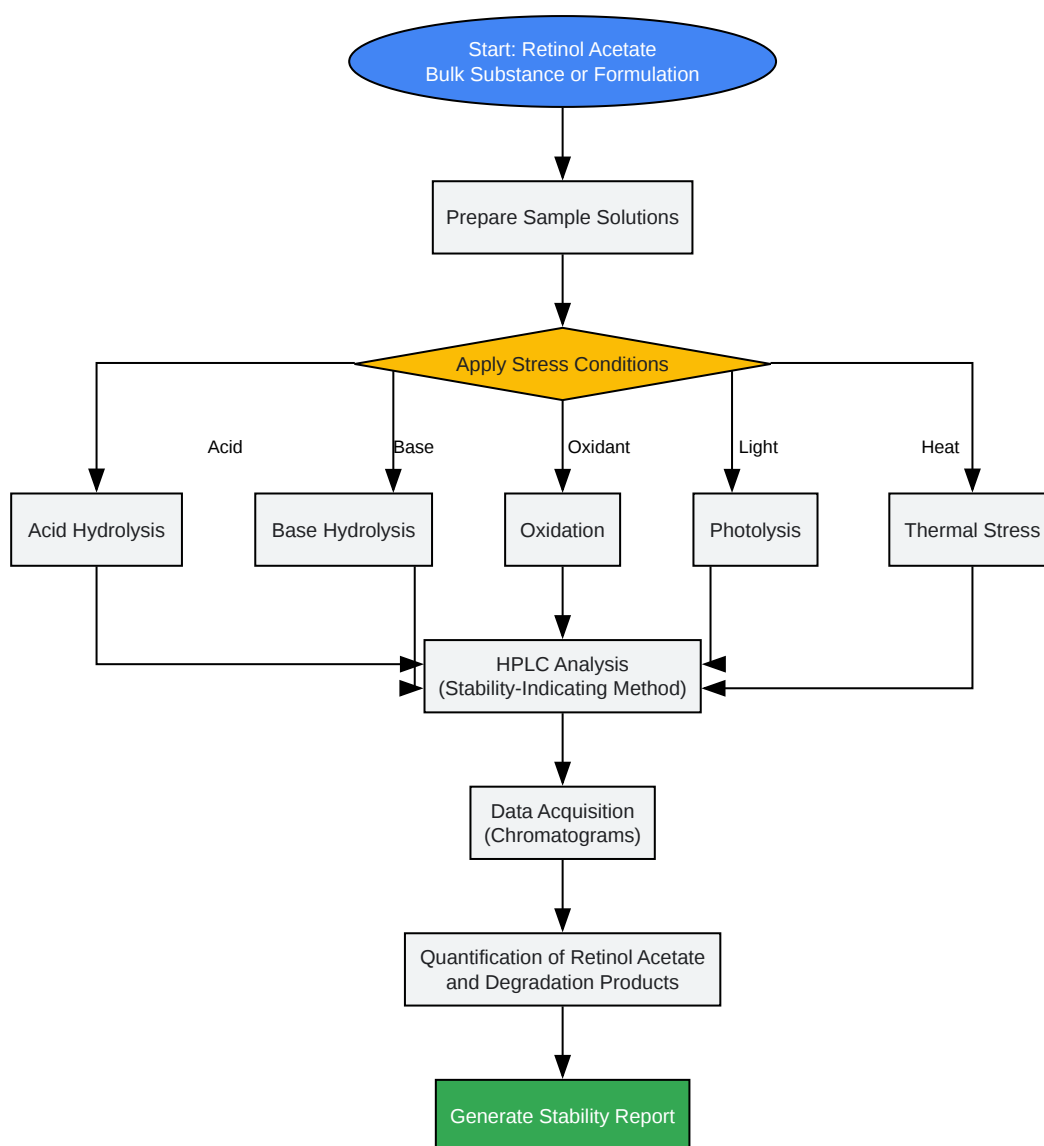 Start: Retinol Acetate
Bulk Substance or Formulation
Prepare Sample Solutions
Apply Stress Conditions
Acid
Base
Oxidant
Light
Heat
Acid Hydrolysis
Base Hydrolysis
Oxidation
Photolysis
Thermal Stress
HPLC Analysis
(Stability-Indicating Method)
Data Acquisition
(Chromatograms)
Quantification of Retinol Acetate
and Degradation Products
Generate Stability Report